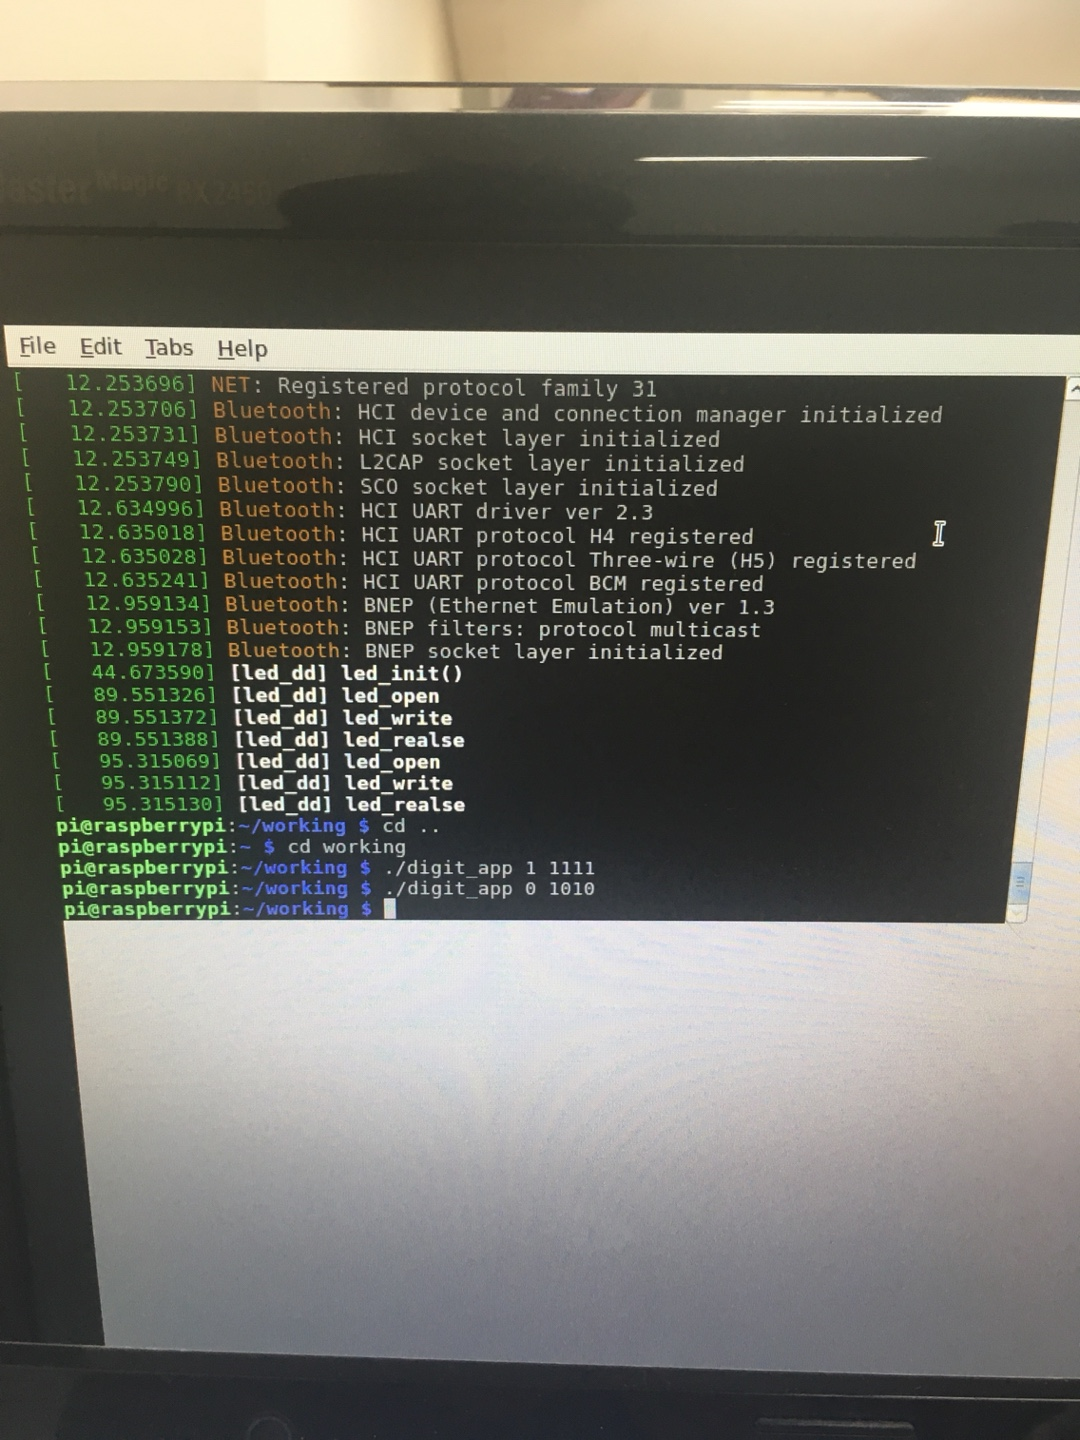 Magic BX2450
File Edit Tabs Help
[ 12.253696] NET: Registered protocol family 31
[ 12.253706] Bluetooth: HCI device and connection manager initialized
[ 12.253731] Bluetooth: HCI socket layer initialized
[ 12.253749] Bluetooth: L2CAP socket layer initialized
[ 12.253790] Bluetooth: SCO socket layer initialized
[ 12.634996] Bluetooth: HCI UART driver ver 2.3
[ 12.635018] Bluetooth: HCI UART protocol H4 registered
[ 12.635028] Bluetooth: HCI UART protocol Three-wire (H5) registered
[ 12.635241] Bluetooth: HCI UART protocol BCM registered
[ 12.959134] Bluetooth: BNEP (Ethernet Emulation) ver 1.3
[ 12.959153] Bluetooth: BNEP filters: protocol multicast
[ 12.959178] Bluetooth: BNEP socket layer initialized
[ 44.673590] [led_dd] led_init()
[ 89.551326] [led_dd] led_open
[ 89.551372] [led_dd] led_write
[ 89.551388] [led_dd] led_realse
[ 95.315069] [led_dd] led_open
[ 95.315112] [led_dd] led_write
[ 95.315130] [led_dd] led_realse
pi@raspberrypi:~/working $ cd ..
pi@raspberrypi:~ $ cd working
pi@raspberrypi:~/working $ ./digit_app 1 1111
pi@raspberrypi:~/working $ ./digit_app 0 1010
pi@raspberrypi:~/working $